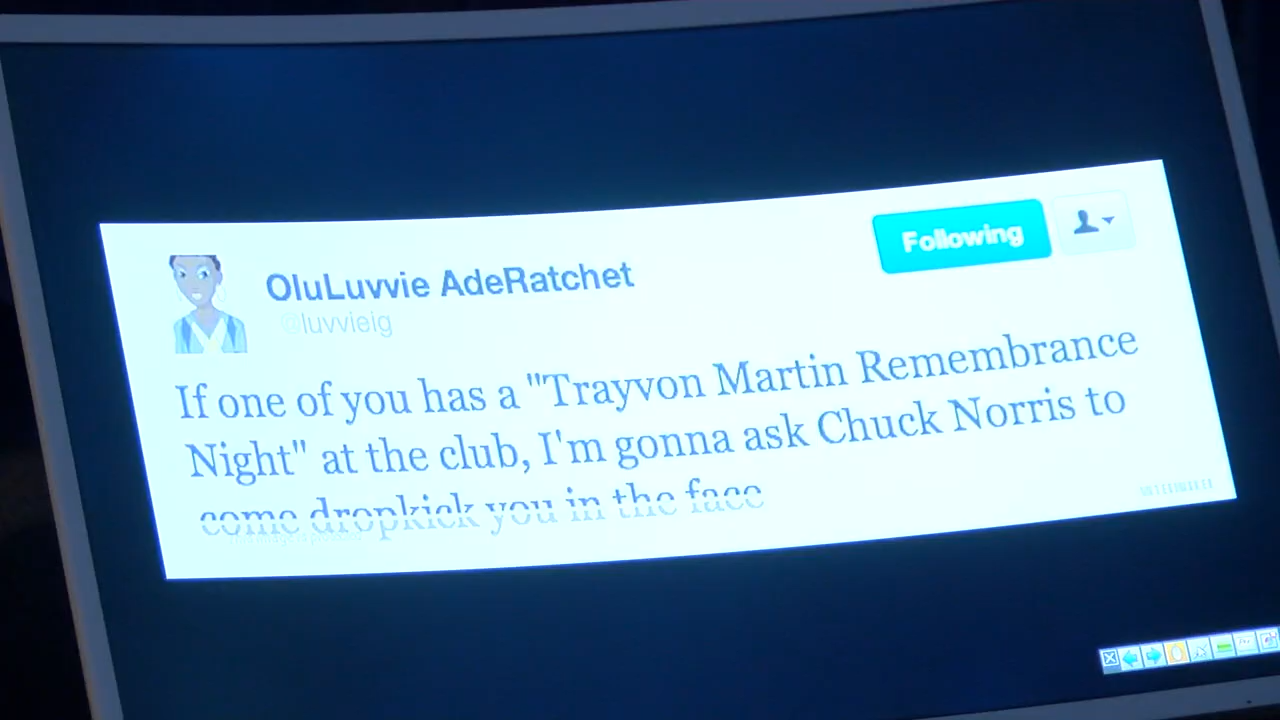 OluLuvvie AdeRatchet
Following
@luvvieig
If one of you has a "Trayvon Martin Remembrance
Night" at the club, I'm gonna ask Chuck Norris to
come dropkick you in the face